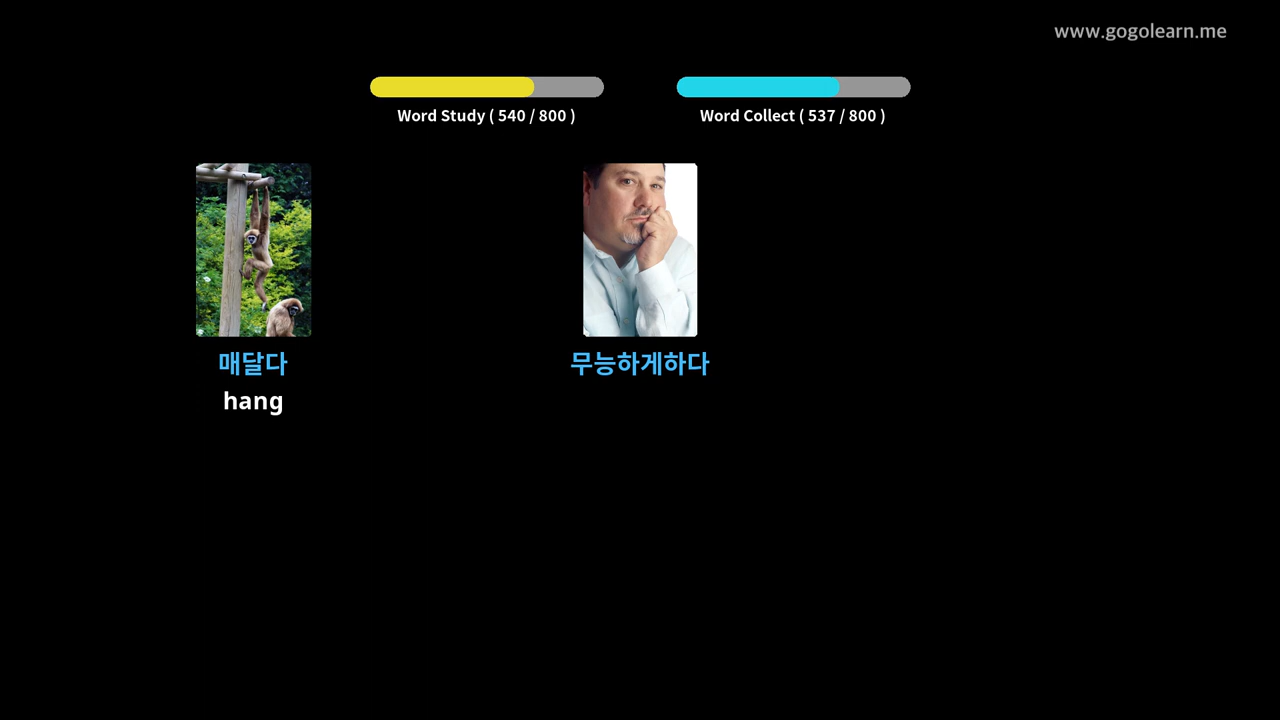 www.gogolearn.me
Word Study ( 540 / 800 )
Word Collect ( 537 / 800 )
매달다
hang
무능하게하다